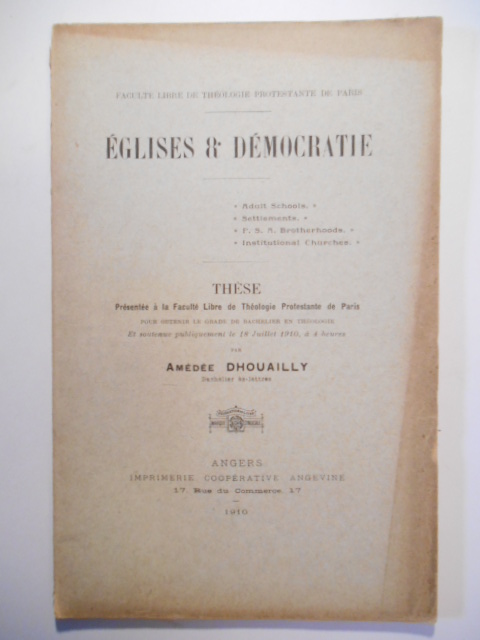 FACULTE LIBRE DE THÉOLOGIE PROTESTANTE DE PARIS
ÉGLISES & DÉMOCRATIE
• Adult Schools. •
• Settlements. •
• P. S. A. Brotherhoods. •
• Institutional Churches. •
THÈSE
Présentée à la Faculté Libre de Théologie Protestante de Paris
POUR OBTENIR LE GRADE DE BACHELIER EN THÉOLOGIE
Et soutenue publiquement le 18 Juillet 1910, à 4 heures
PAR
AMÉDÉE DHOUAILLY
Bachelier ès-lettres
ANGERS
IMPRIMERIE COOPÉRATIVE ANGEVINE
17, Rue du Commerce, 17
1910